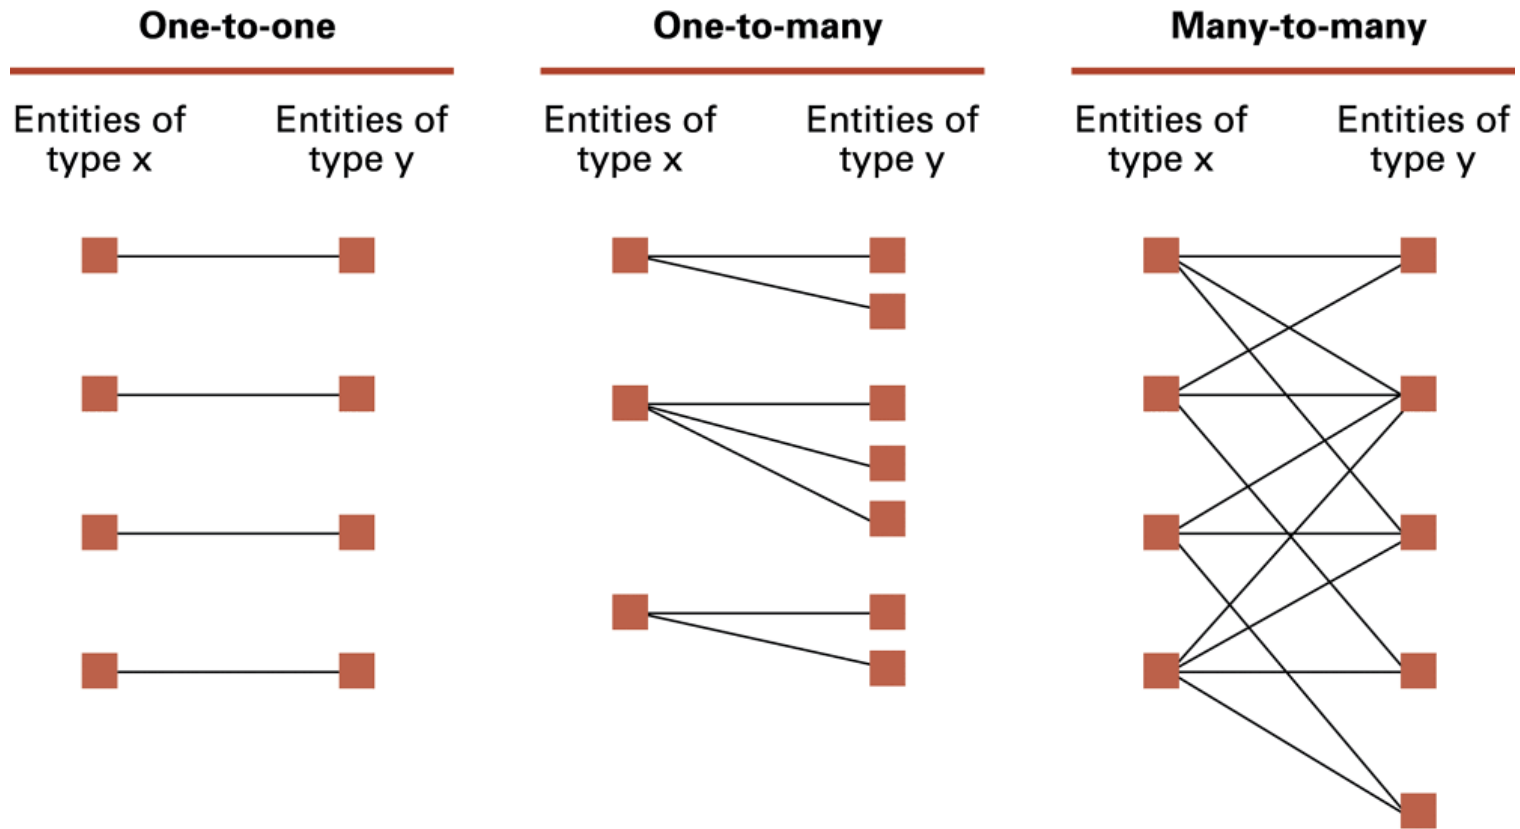 One-to-one
Entities of
type x
Entities of
type y
One-to-many
Entities of
type x
Entities of
type y
Many-to-many
Entities of
type x
Entities of
type y